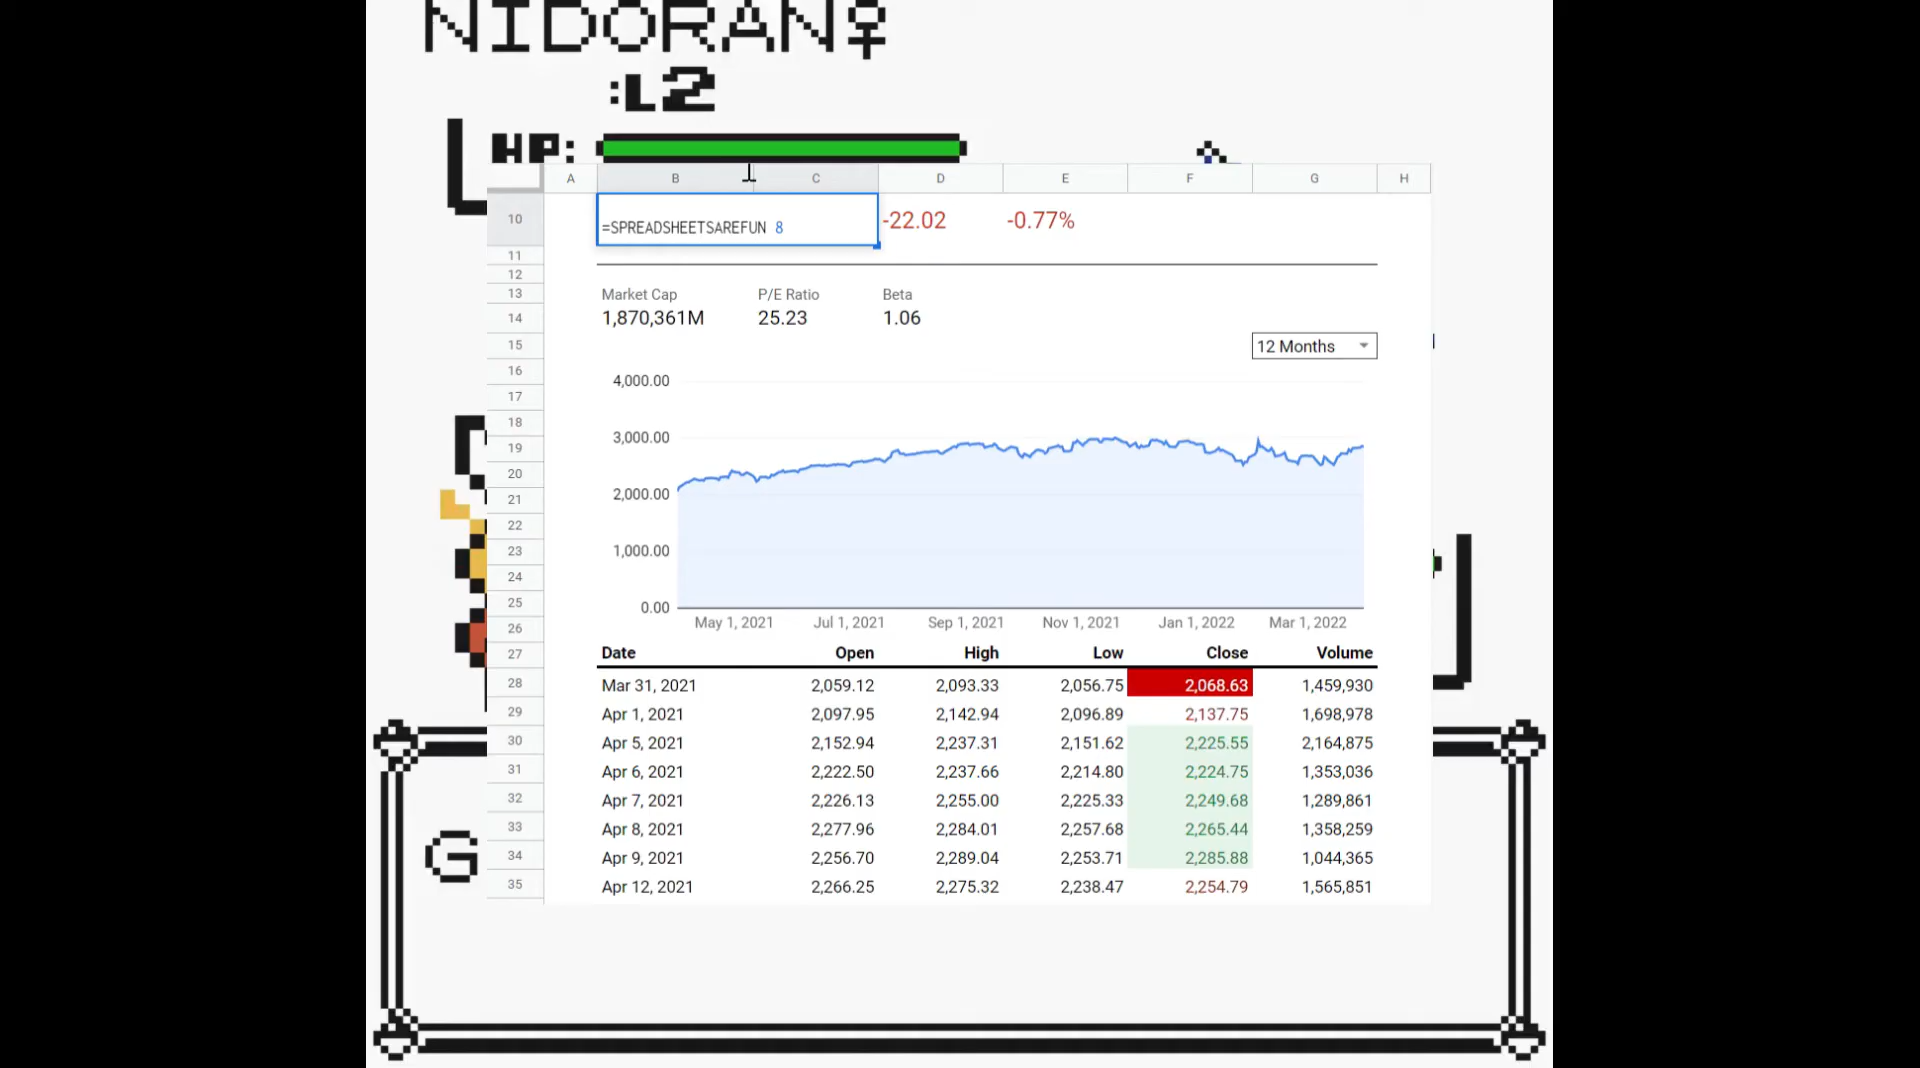 NIDORAN♀
:L2
HP:
A B C D E F G H
10 =SPREADSHEETSAREFUN 8 -22.02 -0.77%
11
12
13 Market Cap P/E Ratio Beta
14 1,870,361M 25.23 1.06
15 12 Months
16 4,000.00
17
18
19 3,000.00
20
21 2,000.00
22
23 1,000.00
24
25 0.00
26 May 1, 2021 Jul 1, 2021 Sep 1, 2021 Nov 1, 2021 Jan 1, 2022 Mar 1, 2022
27 Date Open High Low Close Volume
28 Mar 31, 2021 2,059.12 2,093.33 2,056.75 2,068.63 1,459,930
29 Apr 1, 2021 2,097.95 2,142.94 2,096.89 2,137.75 1,698,978
30 Apr 5, 2021 2,152.94 2,237.31 2,151.62 2,225.55 2,164,875
31 Apr 6, 2021 2,222.50 2,237.66 2,214.80 2,224.75 1,353,036
32 Apr 7, 2021 2,226.13 2,255.00 2,225.33 2,249.68 1,289,861
33 Apr 8, 2021 2,277.96 2,284.01 2,257.68 2,265.44 1,358,259
34 Apr 9, 2021 2,256.70 2,289.04 2,253.71 2,285.88 1,044,365
35 Apr 12, 2021 2,266.25 2,275.32 2,238.47 2,254.79 1,565,851
G